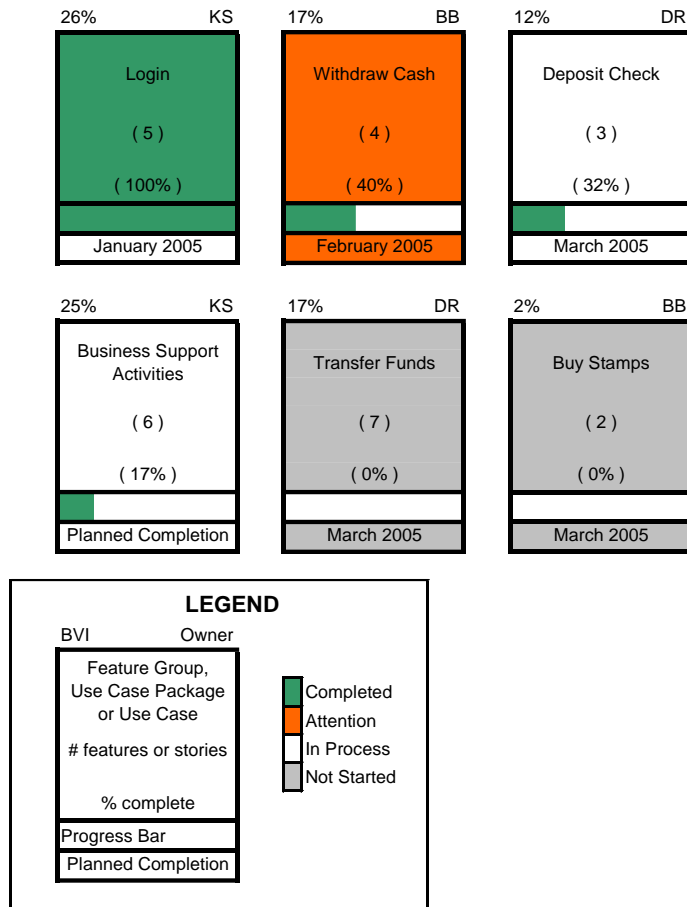 26% KS
Login
( 5 )
( 100% )
January 2005
17% BB
Withdraw Cash
( 4 )
( 40% )
February 2005
12% DR
Deposit Check
( 3 )
( 32% )
March 2005
25% KS
Business Support
Activities
( 6 )
( 17% )
Planned Completion
17% DR
Transfer Funds
( 7 )
( 0% )
March 2005
2% BB
Buy Stamps
( 2 )
( 0% )
March 2005
LEGEND
BVI Owner
Feature Group,
Use Case Package
or Use Case
# features or stories
% complete
Progress Bar
Planned Completion
Completed
Attention
In Process
Not Started